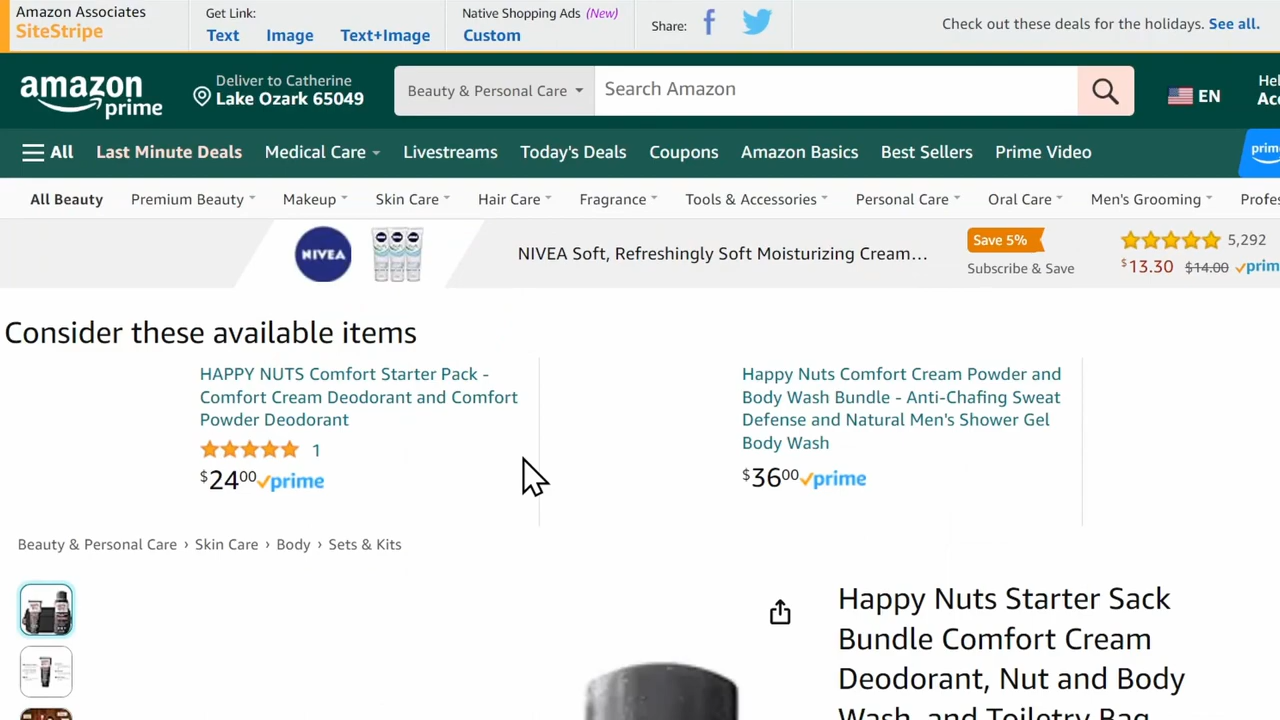 Amazon Associates
SiteStripe
Get Link:
Text Image Text+Image
Native Shopping Ads (New)
Custom
Share:
Check out these deals for the holidays. See all.
amazon prime
Deliver to Catherine
Lake Ozark 65049
Beauty & Personal Care
Search Amazon
EN
All Last Minute Deals Medical Care Livestreams Today's Deals Coupons Amazon Basics Best Sellers Prime Video
All Beauty Premium Beauty Makeup Skin Care Hair Care Fragrance Tools & Accessories Personal Care Oral Care Men's Grooming
NIVEA
NIVEA Soft, Refreshingly Soft Moisturizing Cream…
Save 5%
Subscribe & Save
5,292
$13.30 $14.00
Consider these available items
HAPPY NUTS Comfort Starter Pack -
Comfort Cream Deodorant and Comfort
Powder Deodorant
1
$2400 prime
Happy Nuts Comfort Cream Powder and
Body Wash Bundle - Anti-Chafing Sweat
Defense and Natural Men's Shower Gel
Body Wash
$3600 prime
Beauty & Personal Care › Skin Care › Body › Sets & Kits
Happy Nuts Starter Sack
Bundle Comfort Cream
Deodorant, Nut and Body
Wash, and Toiletry Bag